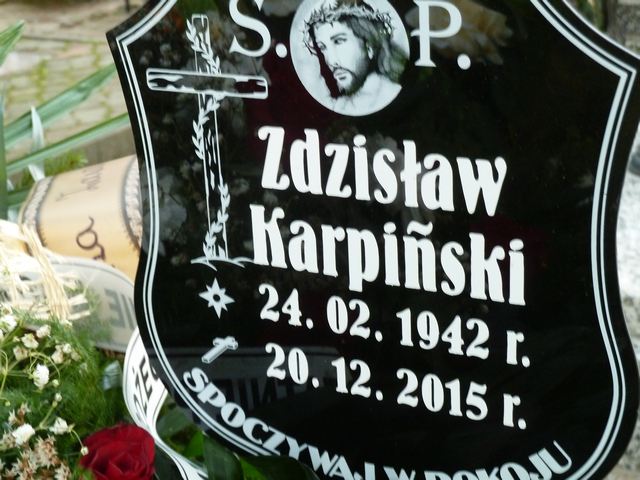 Ś. P.
Zdzisław
Karpiński
24. 02. 1942 r.
20. 12. 2015 r.
SPOCZYWAJ W POKOJU